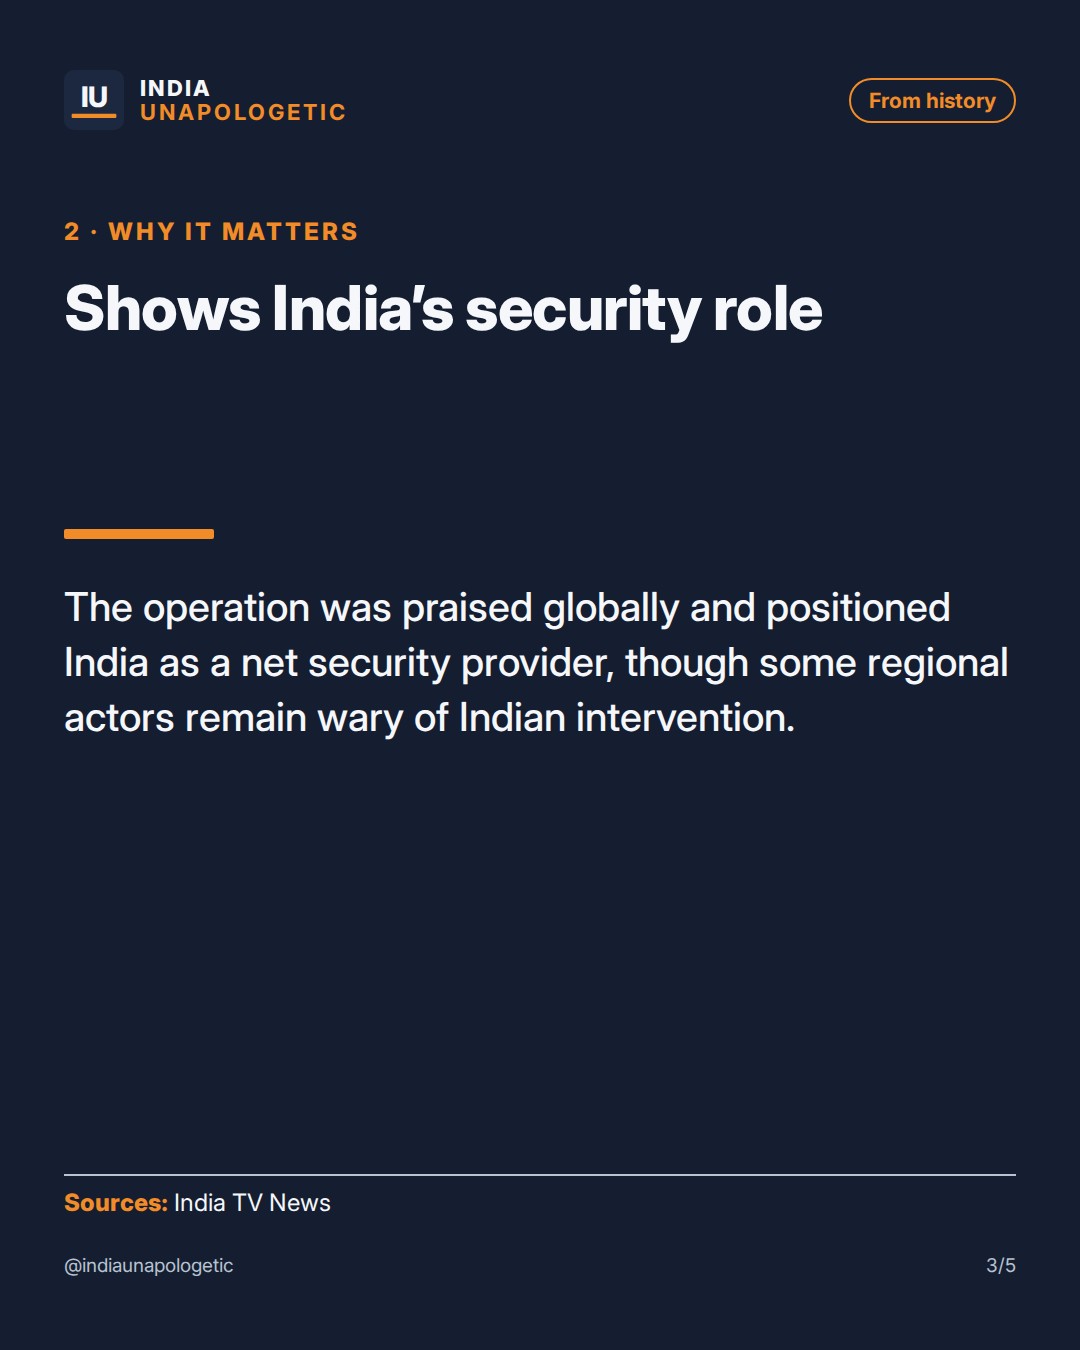 IU
INDIA
UNAPOLOGETIC
From history
2 · WHY IT MATTERS
Shows India's security role
The operation was praised globally and positioned
India as a net security provider, though some regional
actors remain wary of Indian intervention.
Sources: India TV News
@indiaunapologetic
3/5